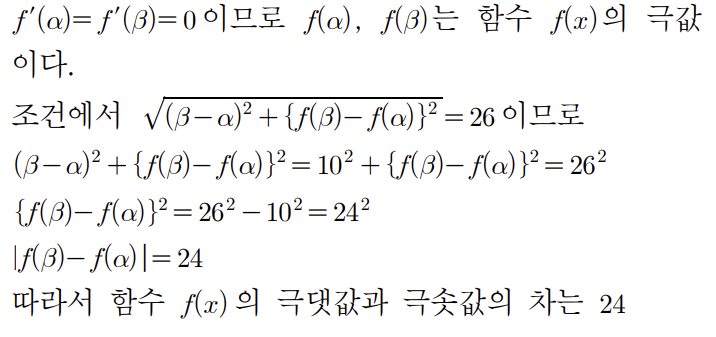 f′(α)= f′(β)= 0 이므로 f(α), f(β)는 함수 f(x)의 극값
이다.
조건에서 √(β−α)²+{f(β)−f(α)}² = 26 이므로
(β−α)²+{f(β)−f(α)}² = 10²+{f(β)−f(α)}² = 26²
{f(β)−f(α)}² = 26²−10² = 24²
|f(β)−f(α)| = 24
따라서 함수 f(x)의 극댓값과 극솟값의 차는 24